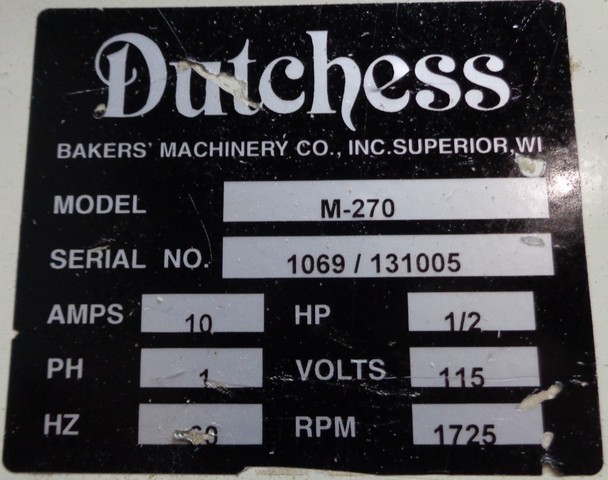 Dutchess
BAKERS' MACHINERY CO., INC. SUPERIOR, WI
MODEL M-270
SERIAL NO. 1069 / 131005
AMPS 10 HP 1/2
PH 1 VOLTS 115
HZ 60 RPM 1725